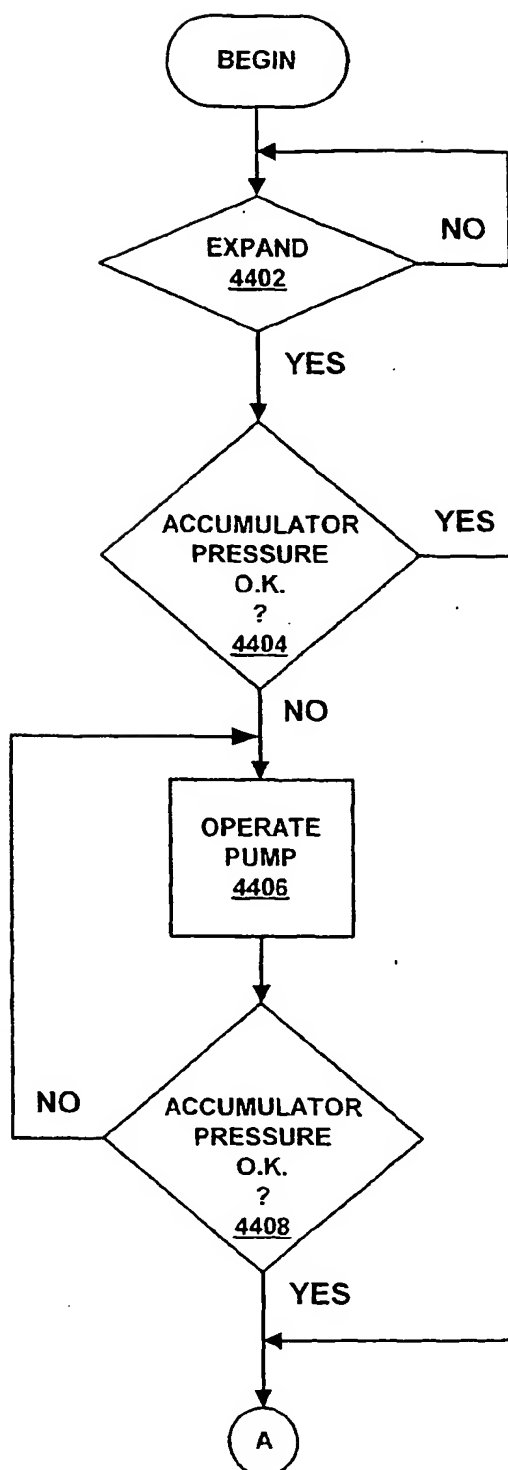 BEGIN
EXPAND
4402
NO
YES
ACCUMULATOR
PRESSURE
O.K.
?
4404
YES
NO
OPERATE
PUMP
4406
ACCUMULATOR
PRESSURE
O.K.
?
4408
NO
YES
A